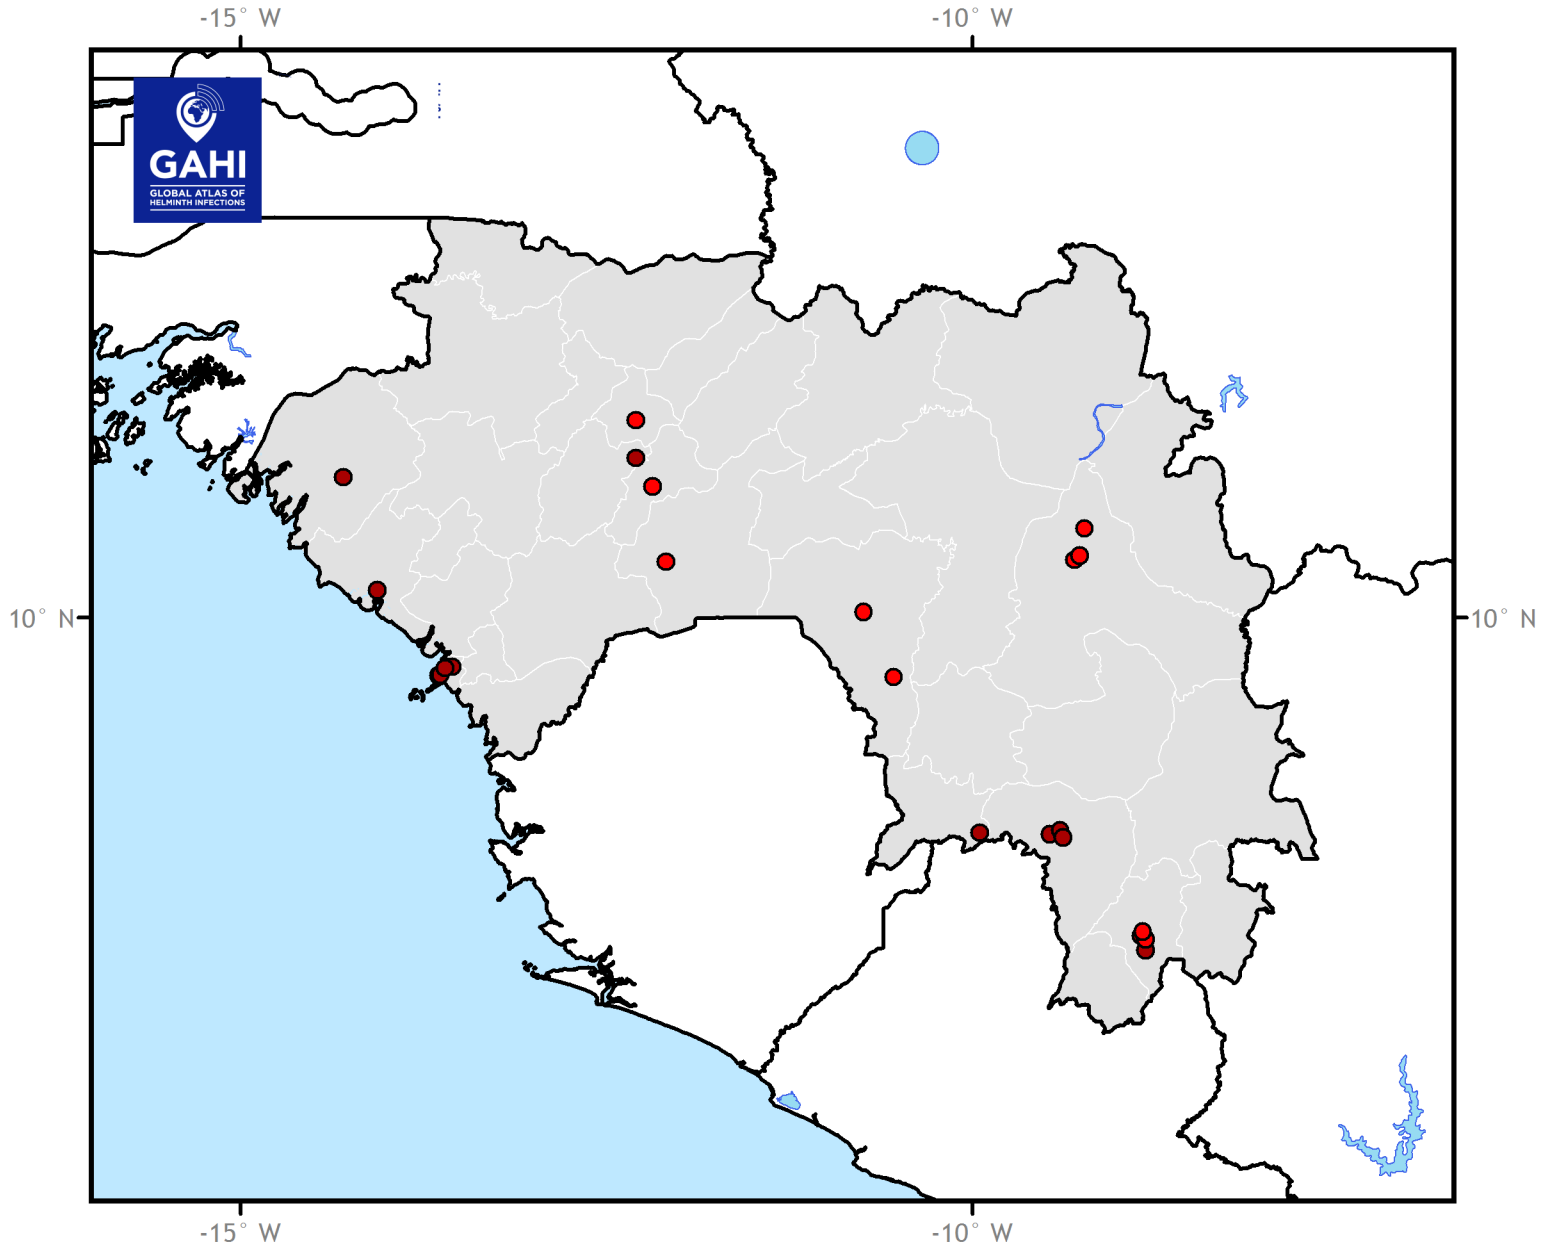 -15° W
-10° W
GAHI
GLOBAL ATLAS OF
HELMINTH INFECTIONS
10° N
10° N
-15° W
-10° W